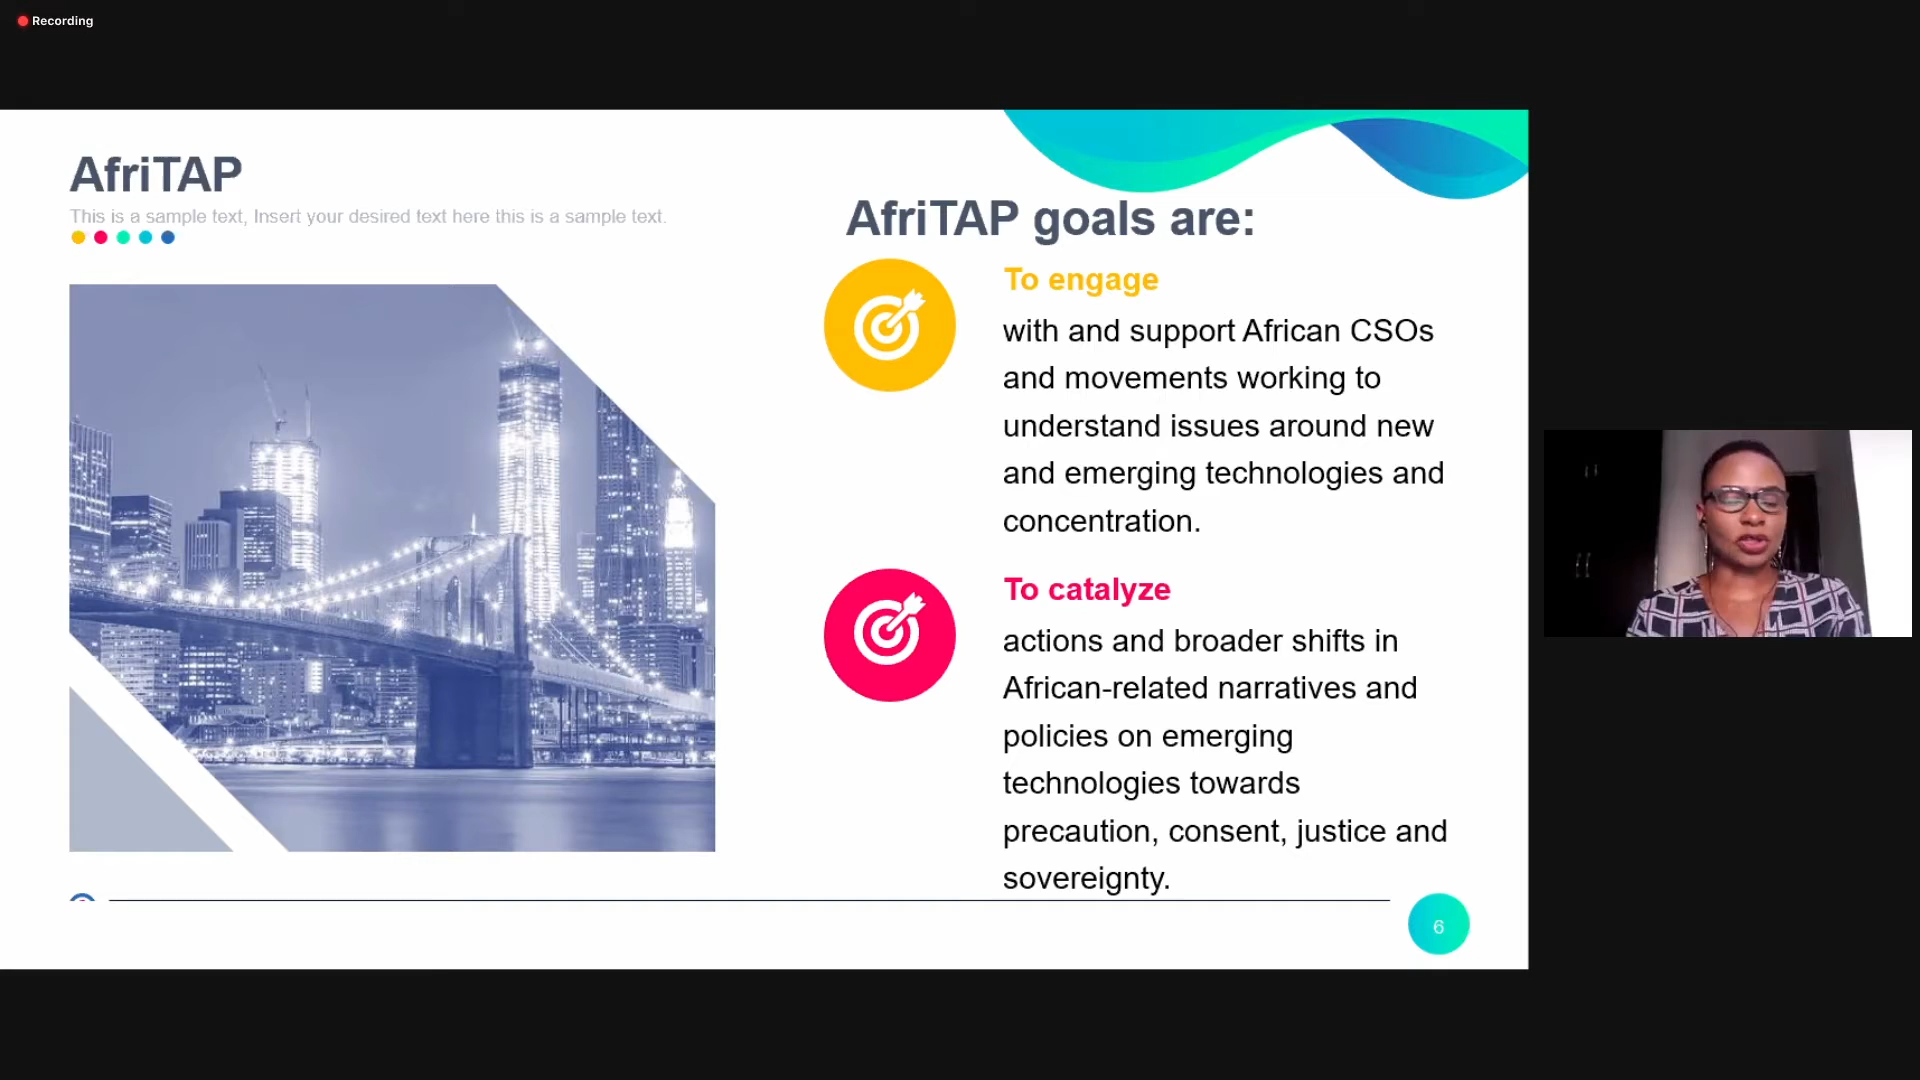 Recording
AfriTAP
This is a sample text, Insert your desired text here this is a sample text.
AfriTAP goals are:
To engage
with and support African CSOs
and movements working to
understand issues around new
and emerging technologies and
concentration.
To catalyze
actions and broader shifts in
African-related narratives and
policies on emerging
technologies towards
precaution, consent, justice and
sovereignty.
6